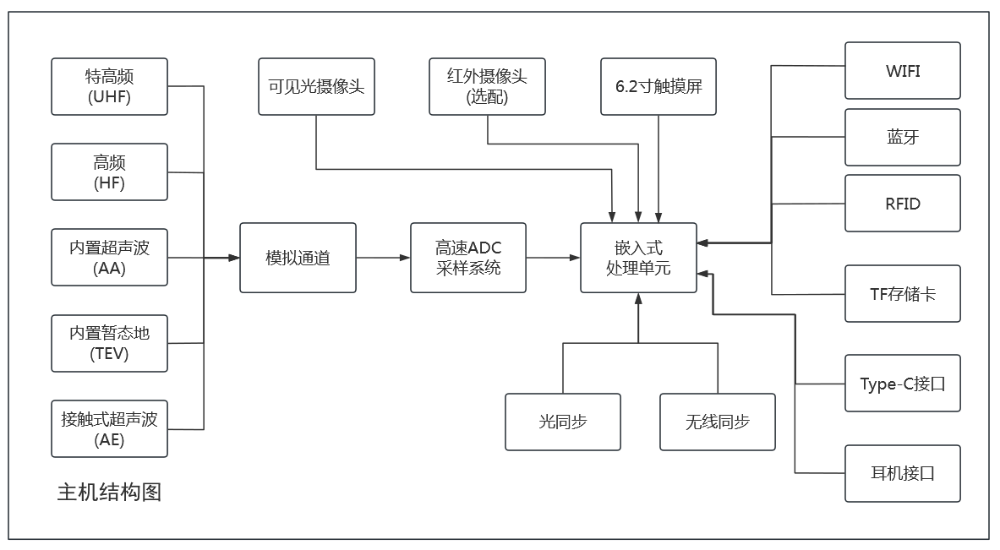 特高频
(UHF)
高频
(HF)
内置超声波
(AA)
内置暂态地
(TEV)
接触式超声波
(AE)
主机结构图
可见光摄像头
红外摄像头
(选配)
6.2寸触摸屏
模拟通道
高速ADC
采样系统
嵌入式
处理单元
光同步
无线同步
WIFI
蓝牙
RFID
TF存储卡
Type-C接口
耳机接口